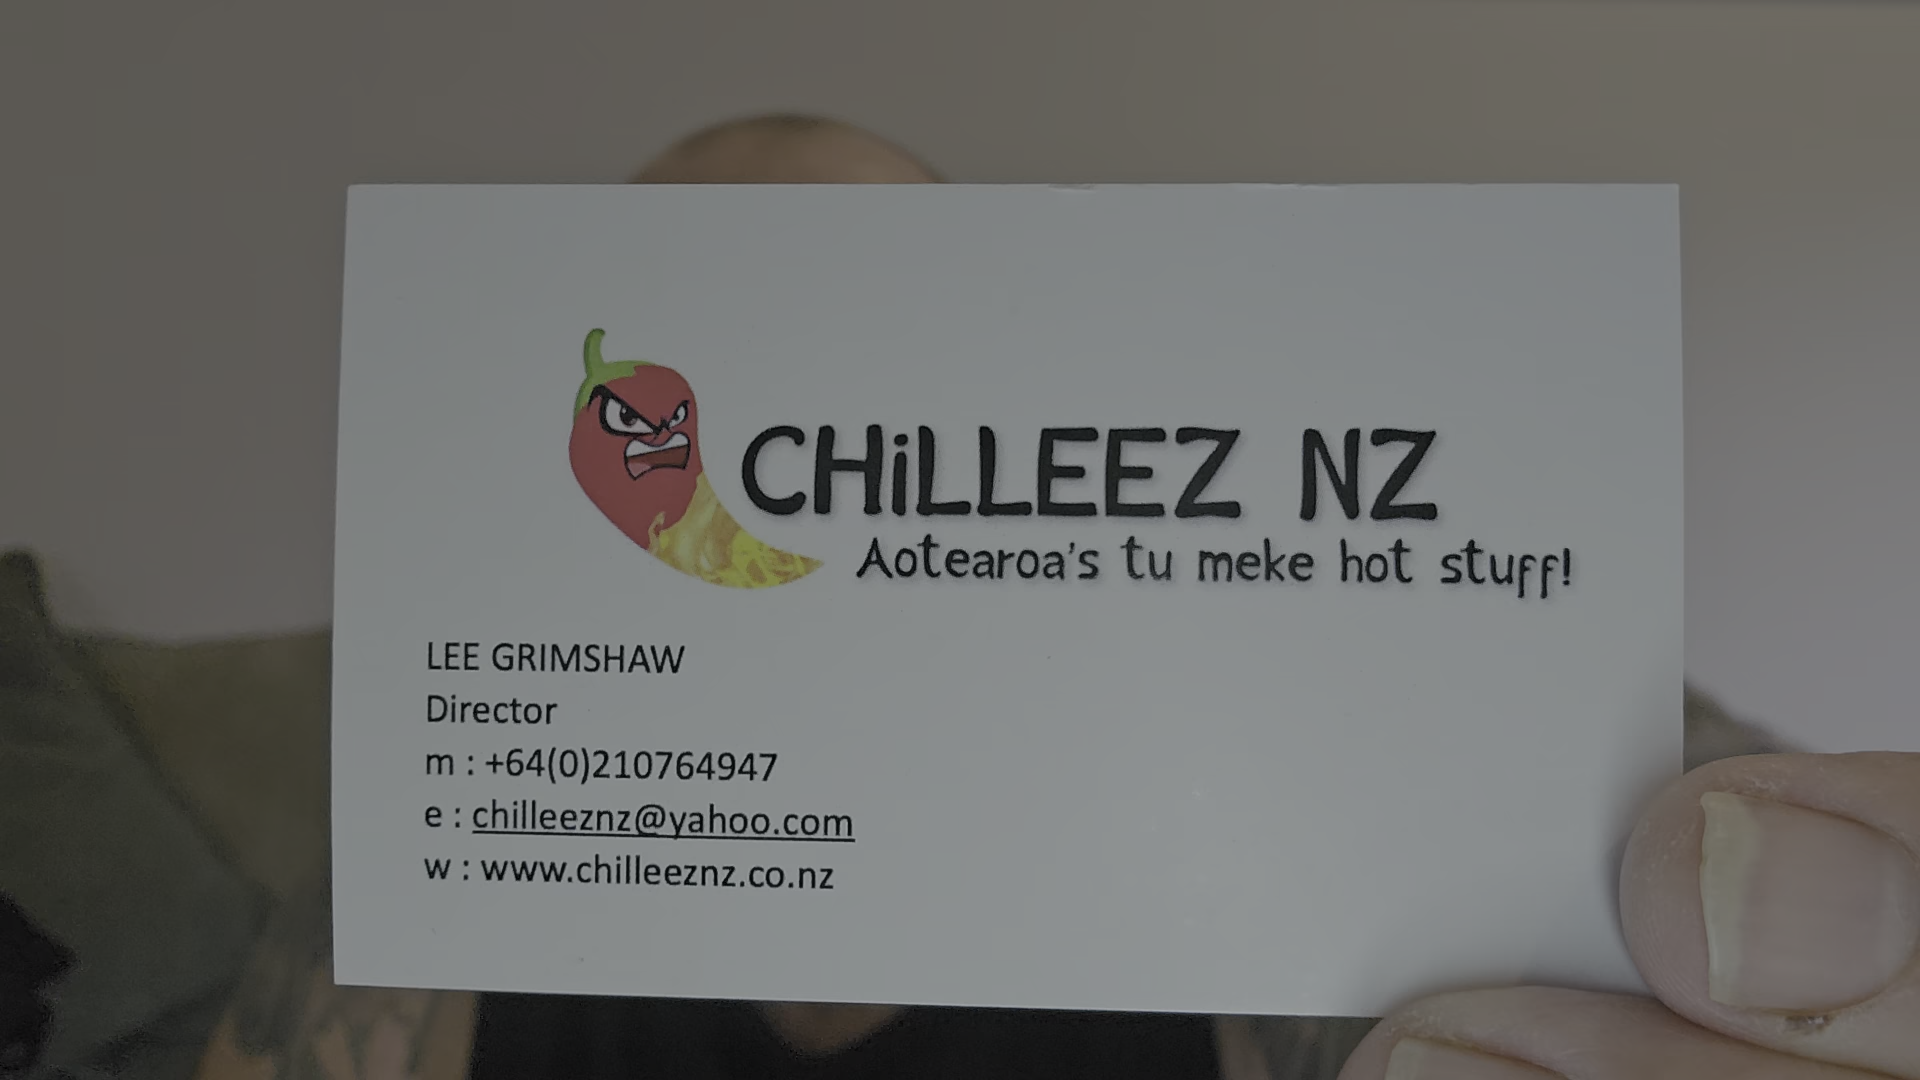 CHiLLEEZ NZ
Aotearoa's tu meke hot stuff!
LEE GRIMSHAW
Director
m : +64(0)210764947
e : chilleeznz@yahoo.com
w : www.chilleeznz.co.nz